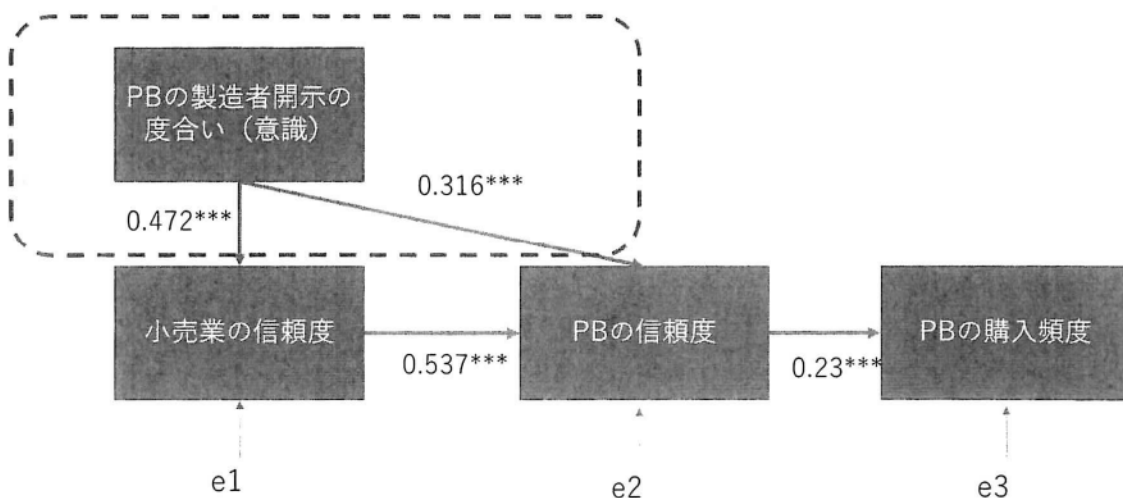 PBの製造者開示の
度合い（意識）
0.316***
0.472***
小売業の信頼度
PBの信頼度
PBの購入頻度
0.537***
0.23***
e1
e2
e3